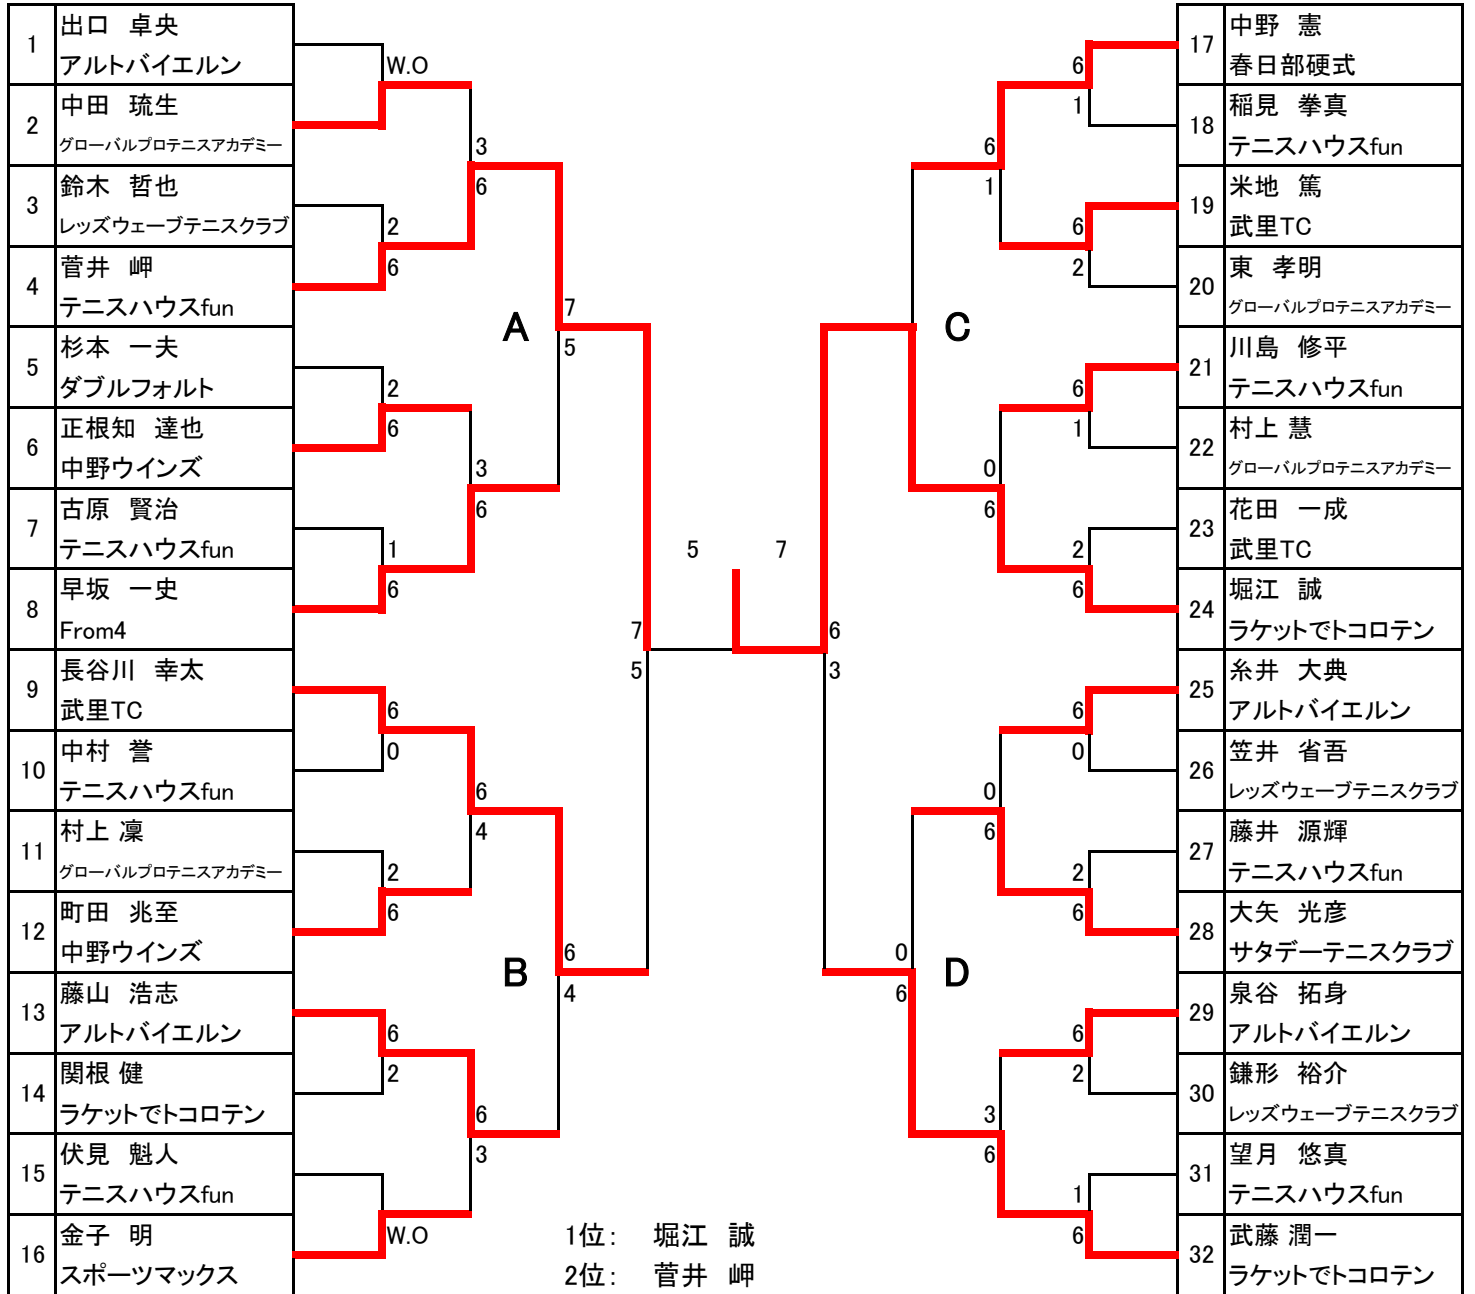 1
出口 卓央
アルトバイエルン
2
中田 琉生
グローバルプロテニスアカデミー
3
鈴木 哲也
レッズウェーブテニスクラブ
4
菅井 岬
テニスハウスfun
5
杉本 一夫
ダブルフォルト
6
正根知 達也
中野ウインズ
7
古原 賢治
テニスハウスfun
8
早坂 一史
From4
9
長谷川 幸太
武里TC
10
中村 誉
テニスハウスfun
11
村上 凜
グローバルプロテニスアカデミー
12
町田 兆至
中野ウインズ
13
藤山 浩志
アルトバイエルン
14
関根 健
ラケットでトコロテン
15
伏見 魁人
テニスハウスfun
16
金子 明
スポーツマックス
W.O
2
6
2
6
1
6
6
0
2
6
6
2
W.O
3
6
3
6
6
4
6
3
A
7
5
B
6
4
7
5
5 7
6
3
C
D
0
6
6
1
0
6
0
6
3
6
6
1
6
2
6
1
2
6
6
0
2
6
6
2
1
6
17
中野 憲
春日部硬式
18
稲見 拳真
テニスハウスfun
19
米地 篤
武里TC
20
東 孝明
グローバルプロテニスアカデミー
21
川島 修平
テニスハウスfun
22
村上 慧
グローバルプロテニスアカデミー
23
花田 一成
武里TC
24
堀江 誠
ラケットでトコロテン
25
糸井 大典
アルトバイエルン
26
笠井 省吾
レッズウェーブテニスクラブ
27
藤井 源輝
テニスハウスfun
28
大矢 光彦
サタデーテニスクラブ
29
泉谷 拓身
アルトバイエルン
30
鎌形 裕介
レッズウェーブテニスクラブ
31
望月 悠真
テニスハウスfun
32
武藤 潤一
ラケットでトコロテン
1位: 堀江 誠
2位: 菅井 岬